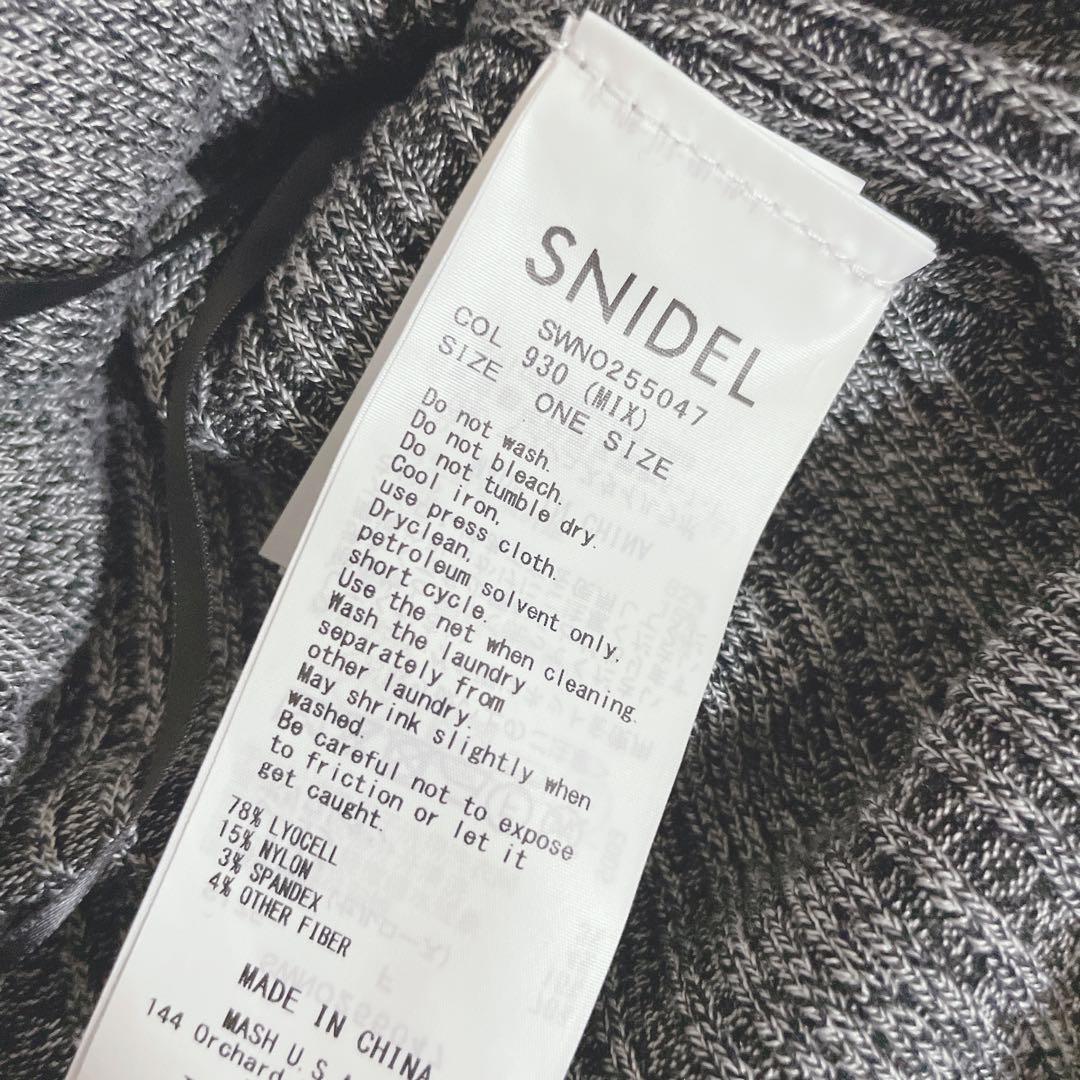 SNIDEL
SWNO255047
COL 930 (MIX)
SIZE ONE SIZE
Do not wash.
Do not bleach.
Do not tumble dry.
Cool iron,
use press cloth.
Dryclean,
petroleum solvent only,
short cycle.
Use the net when cleaning.
Wash the laundry
separately from
other laundry.
May shrink slightly when
washed.
Be careful not to expose
to friction or let it
get caught.
78% LYOCELL
15% NYLON
3% SPANDEX
4% OTHER FIBER
MADE IN CHINA
MASH U.S.
144 Orchard